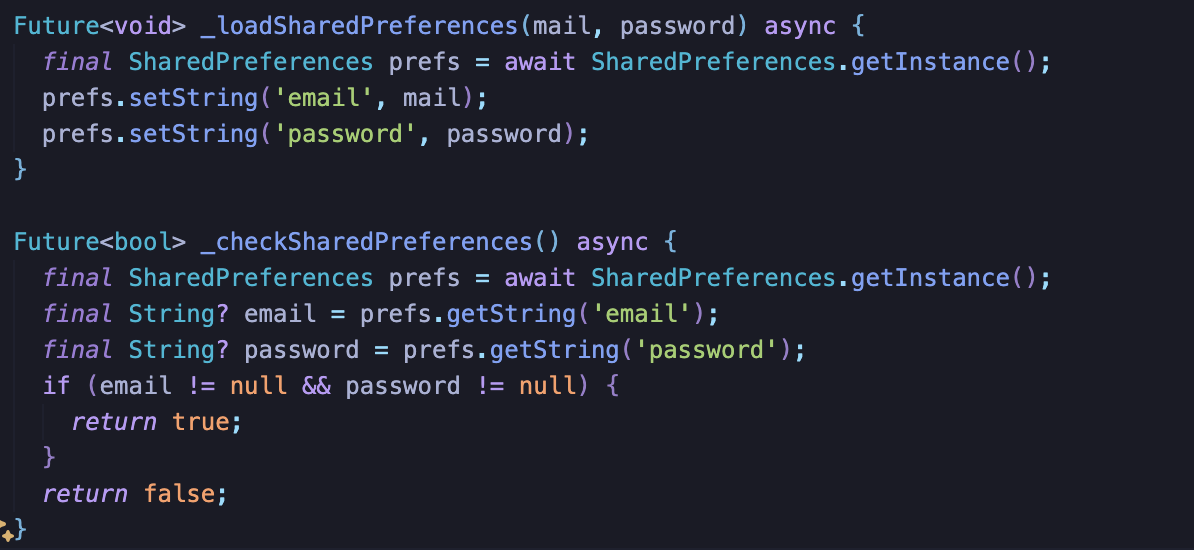 Future<void> _loadSharedPreferences(mail, password) async {
  final SharedPreferences prefs = await SharedPreferences.getInstance();
  prefs.setString('email', mail);
  prefs.setString('password', password);
}

Future<bool> _checkSharedPreferences() async {
  final SharedPreferences prefs = await SharedPreferences.getInstance();
  final String? email = prefs.getString('email');
  final String? password = prefs.getString('password');
  if (email != null && password != null) {
    return true;
  }
  return false;
}